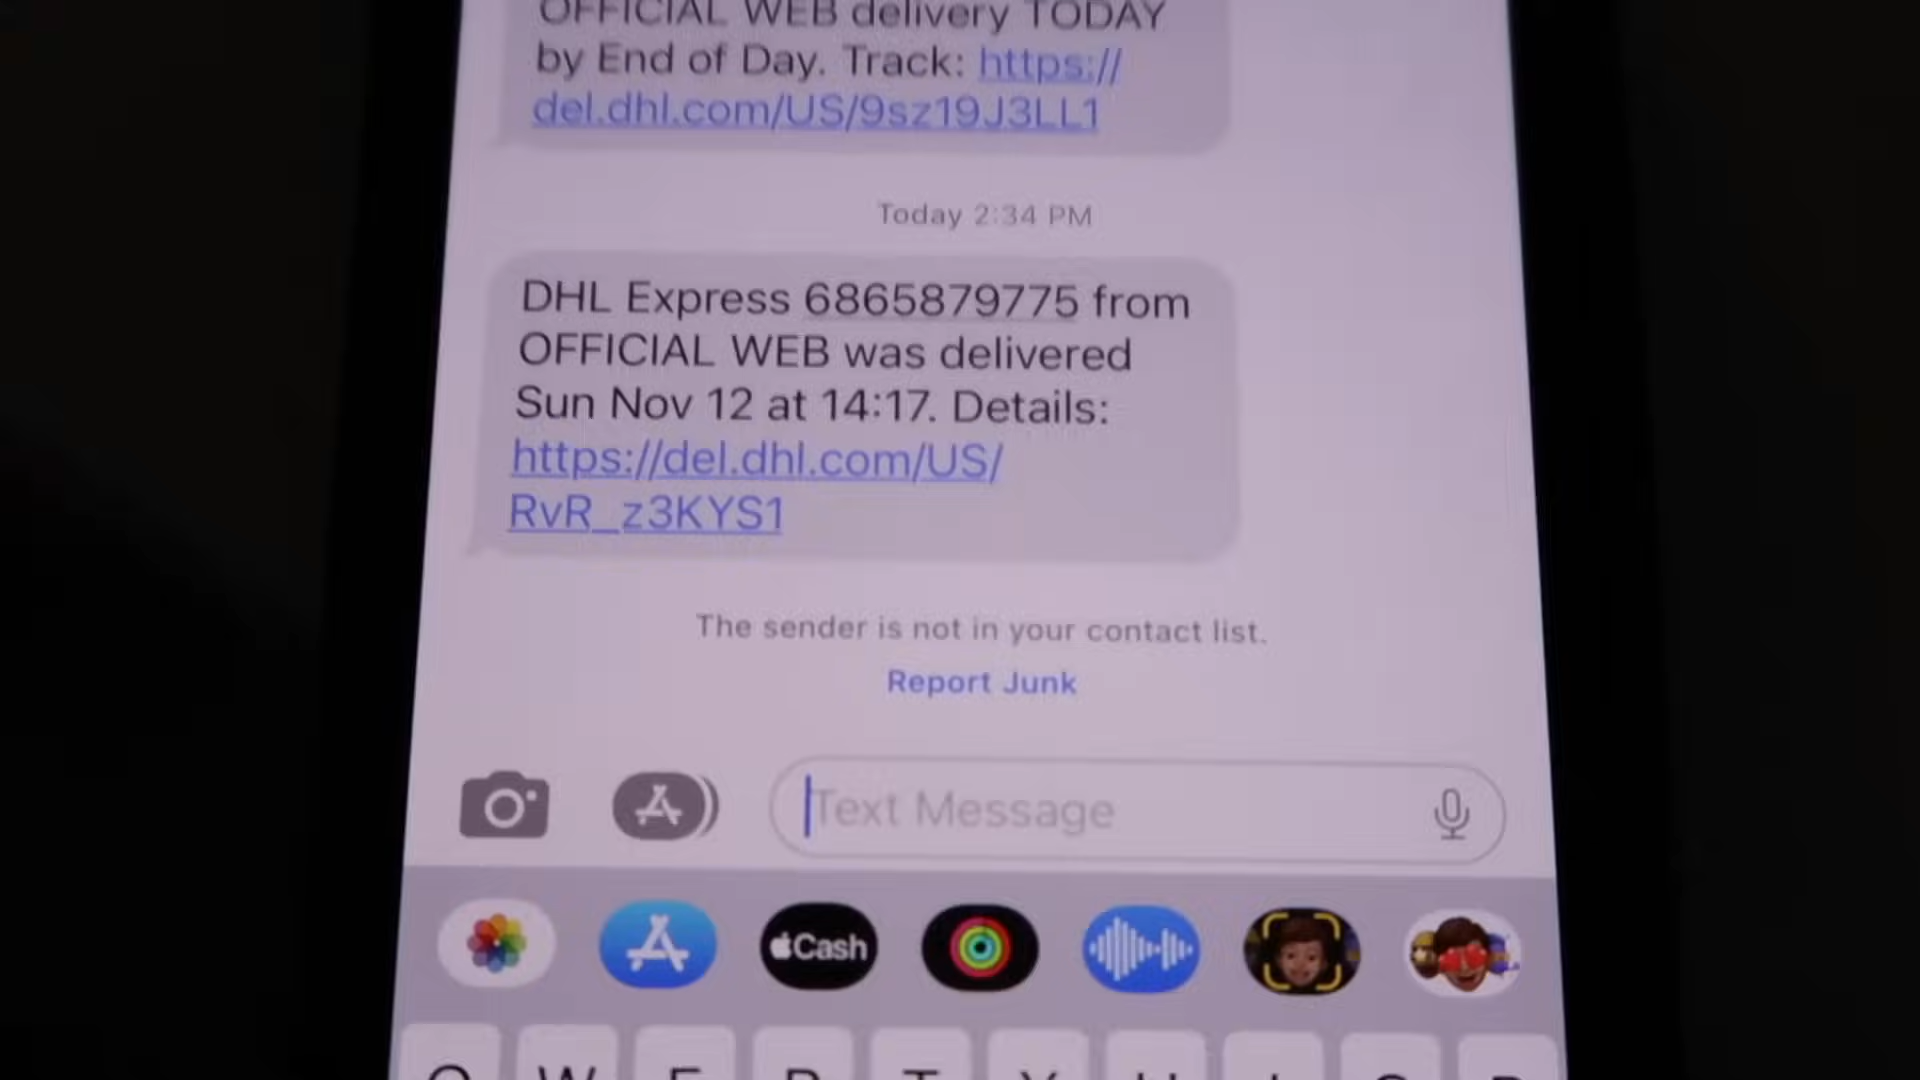 OFFICIAL WEB delivery TODAY
by End of Day. Track: https://
del.dhl.com/US/9sz19J3LL1
Today 2:34 PM
DHL Express 6865879775 from
OFFICIAL WEB was delivered
Sun Nov 12 at 14:17. Details:
https://del.dhl.com/US/
RvR_z3KYS1
The sender is not in your contact list.
Report Junk
Text Message
Cash